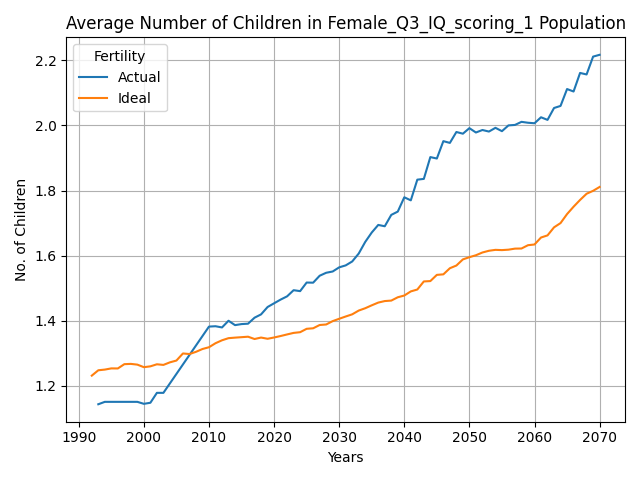 Average Number of Children in Female_Q3_IQ_scoring_1 Population
Fertility
Actual
Ideal
No. of Children
2.2
2.0
1.8
1.6
1.4
1.2
1990 2000 2010 2020 2030 2040 2050 2060 2070
Years